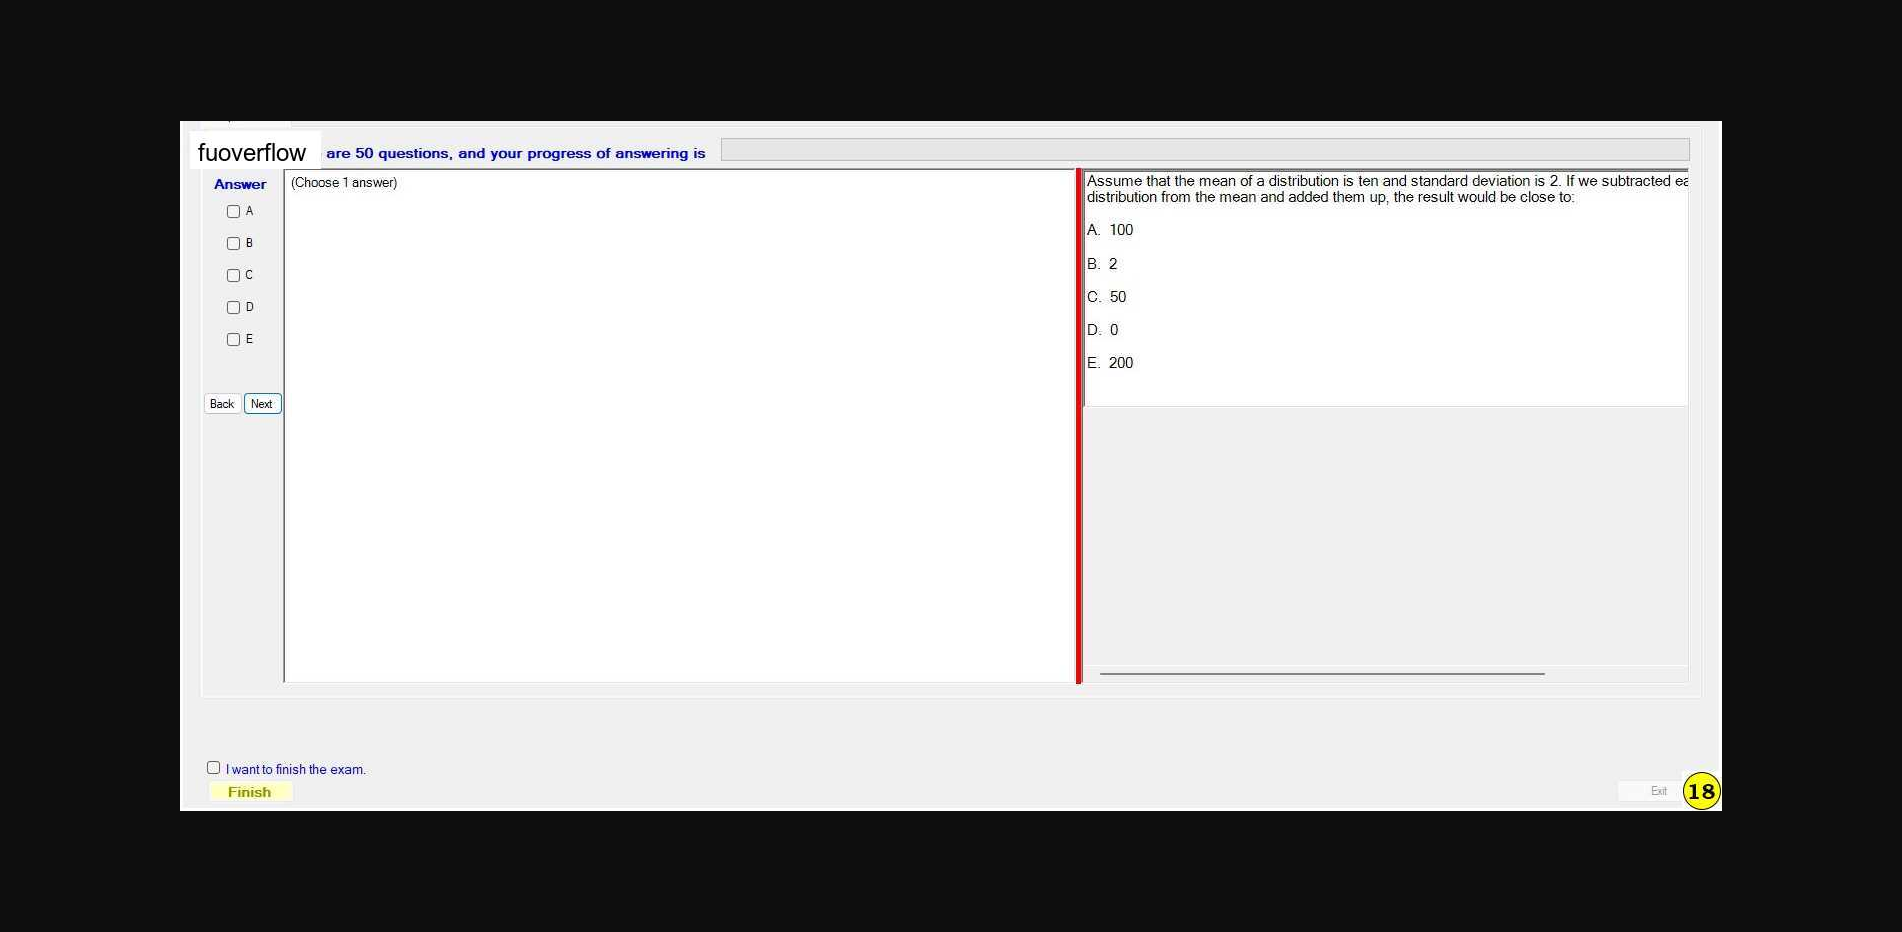 fuoverflow are 50 questions, and your progress of answering is
Answer
(Choose 1 answer)
A
B
C
D
E
Back Next
Assume that the mean of a distribution is ten and standard deviation is 2. If we subtracted ea
distribution from the mean and added them up, the result would be close to:
A. 100
B. 2
C. 50
D. 0
E. 200
I want to finish the exam.
Finish
Exit
18